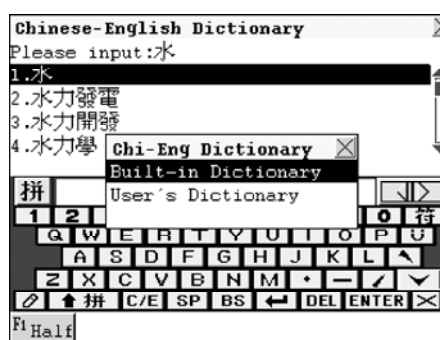 Chinese-English Dictionary
Please input:水
1.水
2.水力發電
3.水力開發
4.水力學
Chi-Eng Dictionary
Built-in Dictionary
User's Dictionary
拼
1 2 0 符
Q W E R T Y U I O P Ü
A S D F G H J K L
Z X C V B N M · — /
拼 C/E SP BS DEL ENTER
F1 Half